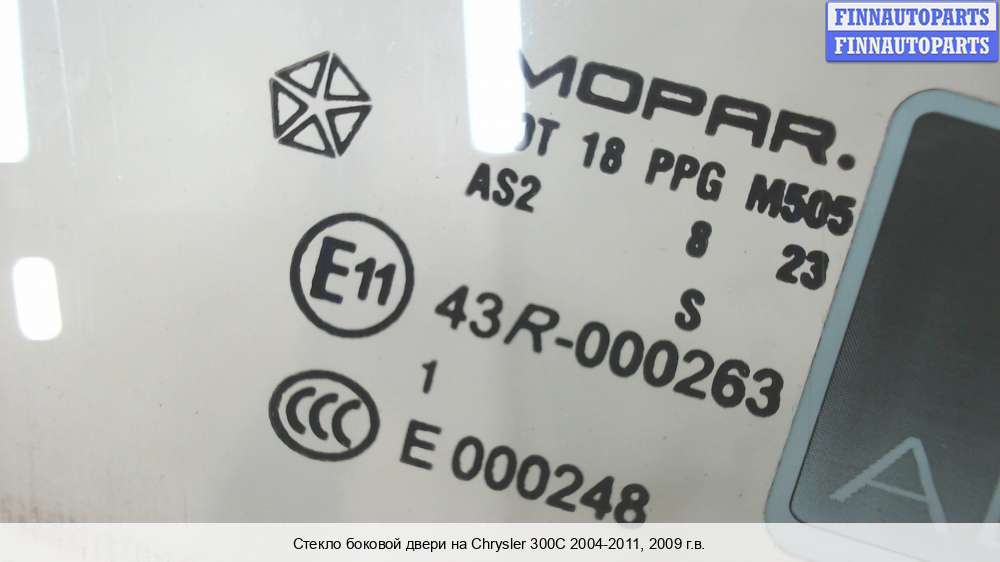 FINNAUTOPARTS
FINNAUTOPARTS
MOPAR.
18 PPG M505
AS2 8 23
S
E11 43R-000263
1
CCC E 000248
Стекло боковой двери на Chrysler 300C 2004-2011, 2009 г.в.